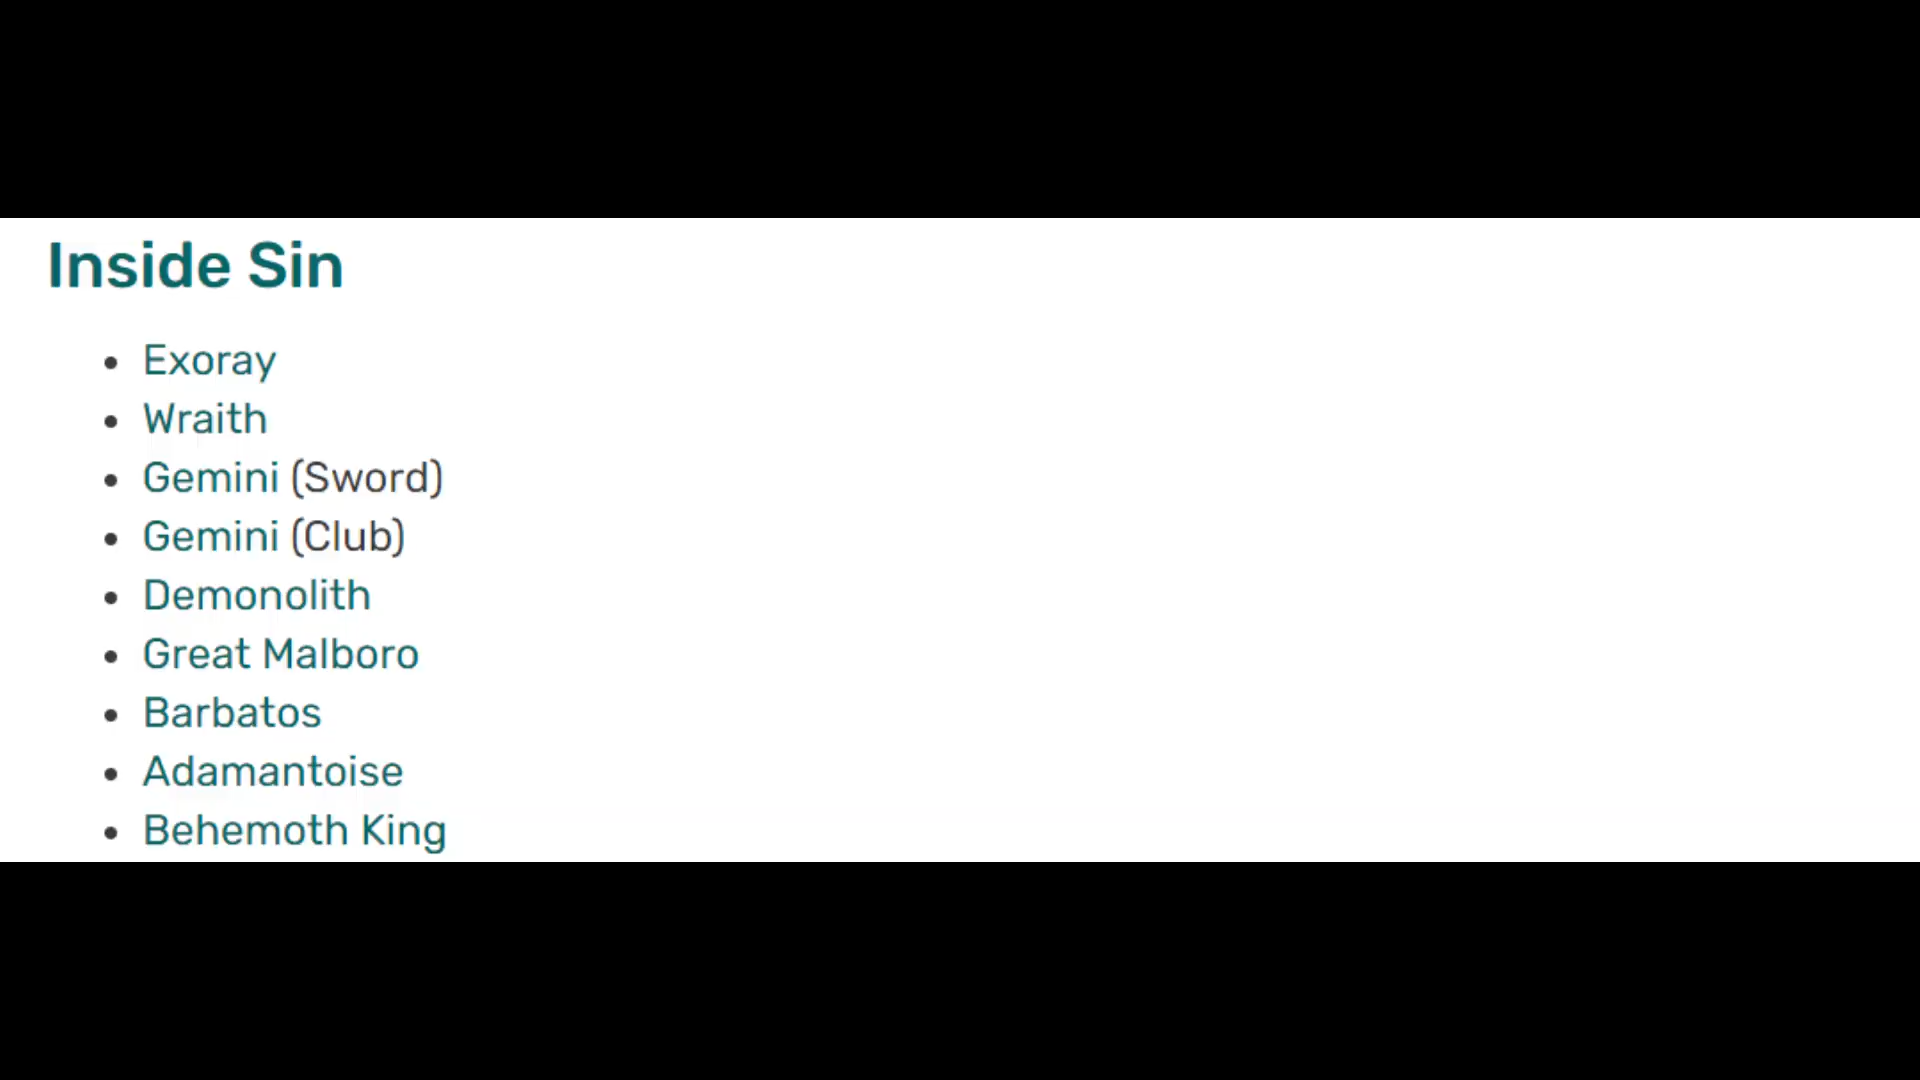 Inside Sin
Exoray
Wraith
Gemini (Sword)
Gemini (Club)
Demonolith
Great Malboro
Barbatos
Adamantoise
Behemoth King